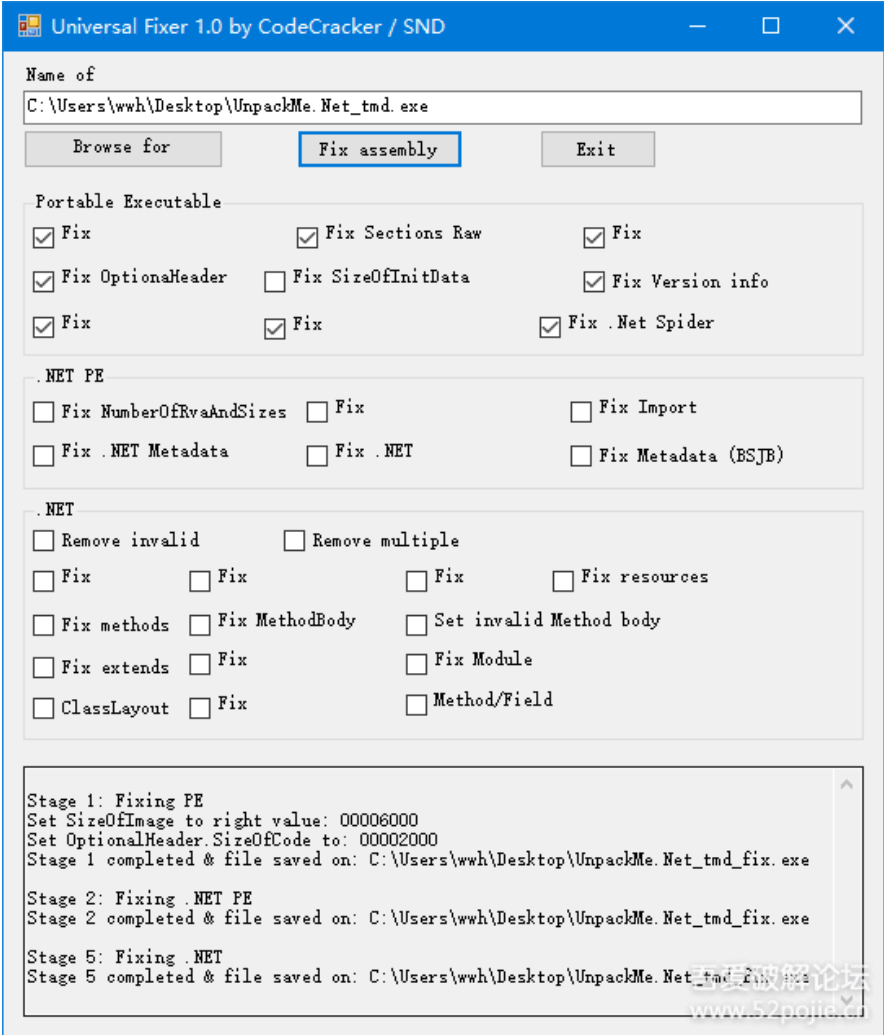 Universal Fixer 1.0 by CodeCracker / SND
Name of
C:\Users\wwh\Desktop\UnpackMe.Net_tmd.exe
Browse for
Fix assembly
Exit
Portable Executable
Fix
Fix Sections Raw
Fix
Fix OptionaHeader
Fix SizeOfInitData
Fix Version info
Fix
Fix
Fix .Net Spider
.NET PE
Fix NumberOfRvaAndSizes
Fix
Fix Import
Fix .NET Metadata
Fix .NET
Fix Metadata (BSJB)
.NET
Remove invalid
Remove multiple
Fix
Fix
Fix
Fix resources
Fix methods
Fix MethodBody
Set invalid Method body
Fix extends
Fix
Fix Module
ClassLayout
Fix
Method/Field
Stage 1: Fixing PE
Set SizeOfImage to right value: 00006000
Set OptionalHeader.SizeOfCode to: 00002000
Stage 1 completed & file saved on: C:\Users\wwh\Desktop\UnpackMe.Net_tmd_fix.exe
Stage 2: Fixing .NET PE
Stage 2 completed & file saved on: C:\Users\wwh\Desktop\UnpackMe.Net_tmd_fix.exe
Stage 5: Fixing .NET
Stage 5 completed & file saved on: C:\Users\wwh\Desktop\UnpackMe.Net_tmd_fix.exe
吾爱破解论坛
www.52pojie.cn